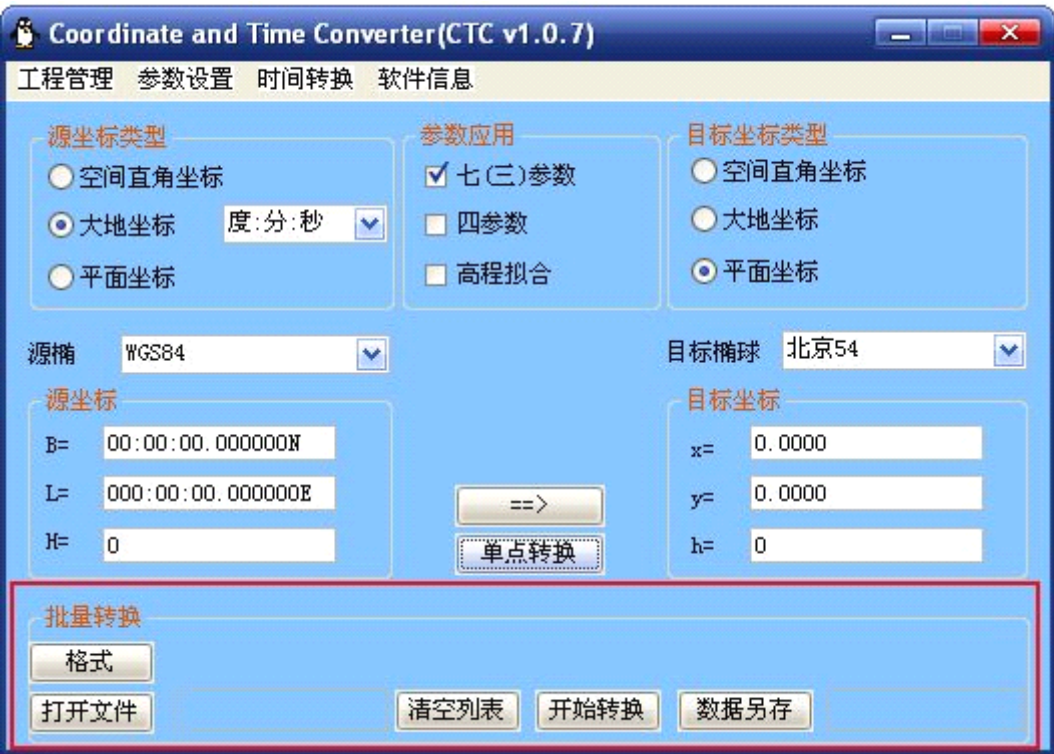 Coordinate and Time Converter(CTC v1.0.7)
工程管理 参数设置 时间转换 软件信息
源坐标类型 参数应用 目标坐标类型
空间直角坐标 七(三)参数 空间直角坐标
大地坐标 度:分:秒 四参数 大地坐标
平面坐标 高程拟合 平面坐标
源椭 WGS84 目标椭球 北京54
源坐标 目标坐标
B= 00:00:00.000000N x= 0.0000
L= 000:00:00.000000E ==> y= 0.0000
H= 0 单点转换 h= 0
批量转换
格式
打开文件 清空列表 开始转换 数据另存